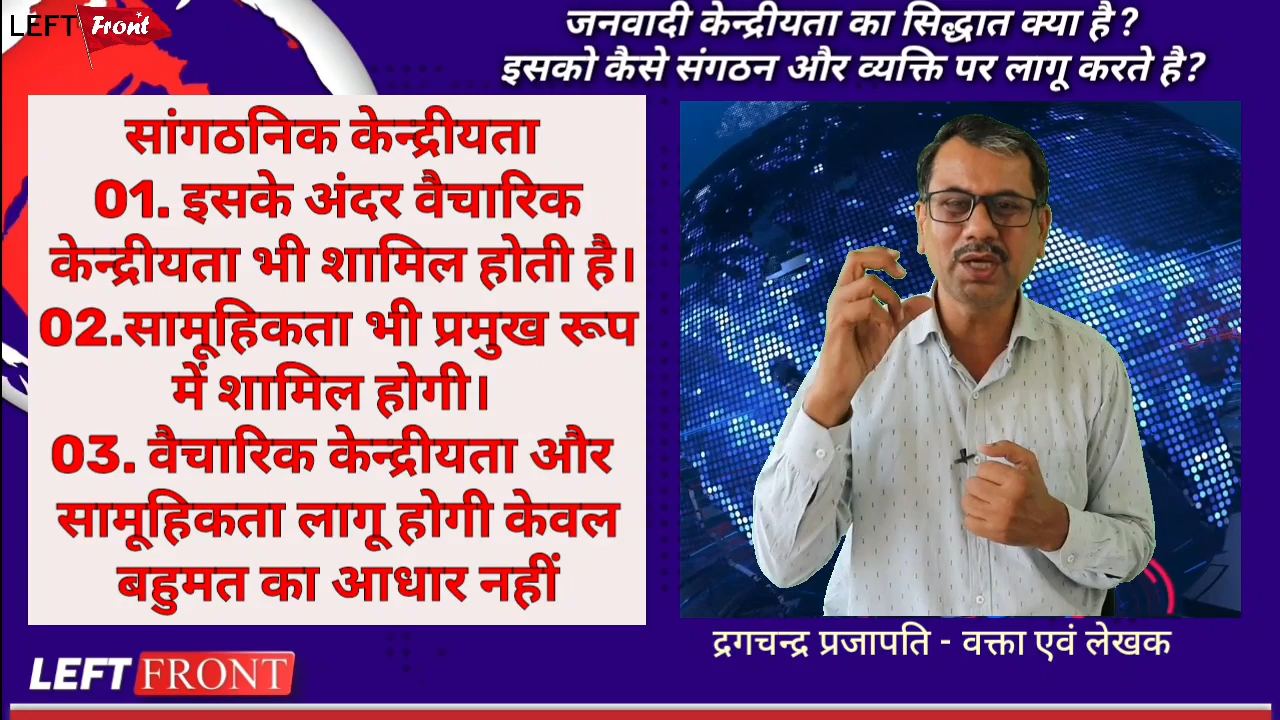 LEFT Front
जनवादी केन्द्रीयता का सिद्धात क्या है ?
इसको कैसे संगठन और व्यक्ति पर लागू करते है?
सांगठनिक केन्द्रीयता
01. इसके अंदर वैचारिक
केन्द्रीयता भी शामिल होती है।
02.सामूहिकता भी प्रमुख रूप
में शामिल होगी।
03. वैचारिक केन्द्रीयता और
सामूहिकता लागू होगी केवल
बहुमत का आधार नहीं
द्रगचन्द्र प्रजापति - वक्ता एवं लेखक
LEFT FRONT